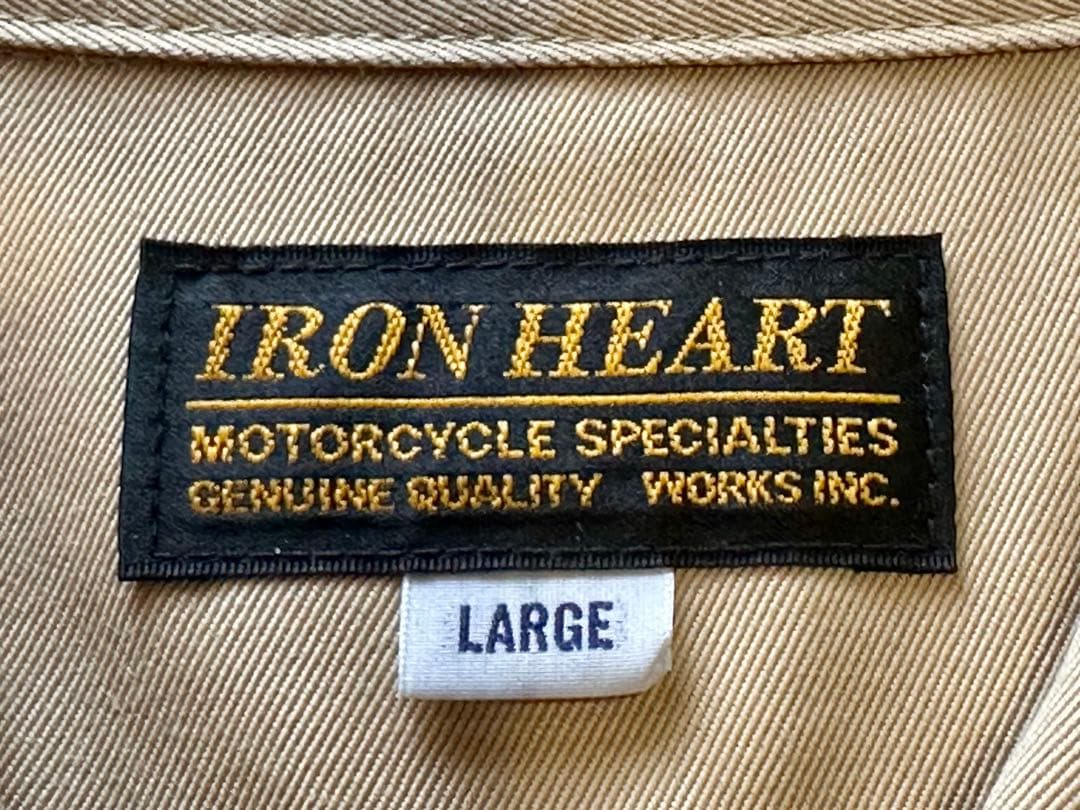 IRON HEART
MOTORCYCLE SPECIALTIES
GENUINE QUALITY WORKS INC.
LARGE